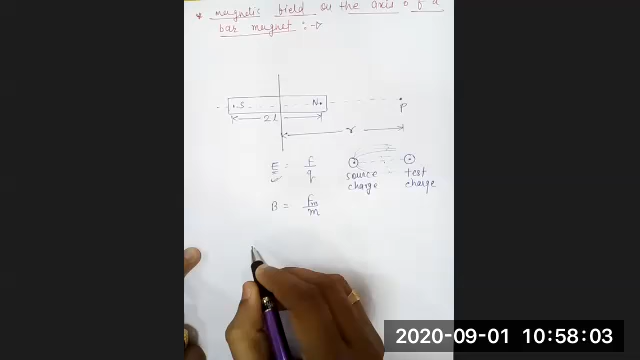 * magnetic field on the axis of a
bar magnet :-
S
N
P
2l
r
E = F
q
source
charge
test
charge
B = Fm
m
2020-09-01 10:58:03